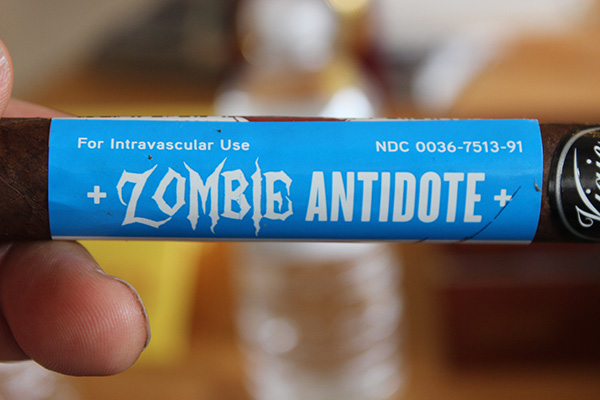 For Intravascular Use
NDC 0036-7513-91
+ ZOMBIE ANTIDOTE +